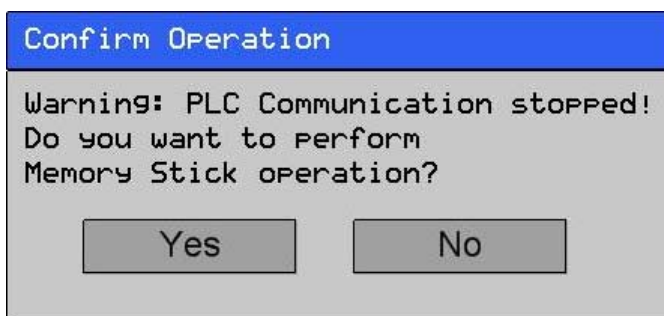 Confirm Operation
Warning: PLC Communication stopped!
Do you want to perform
Memory Stick operation?
Yes No